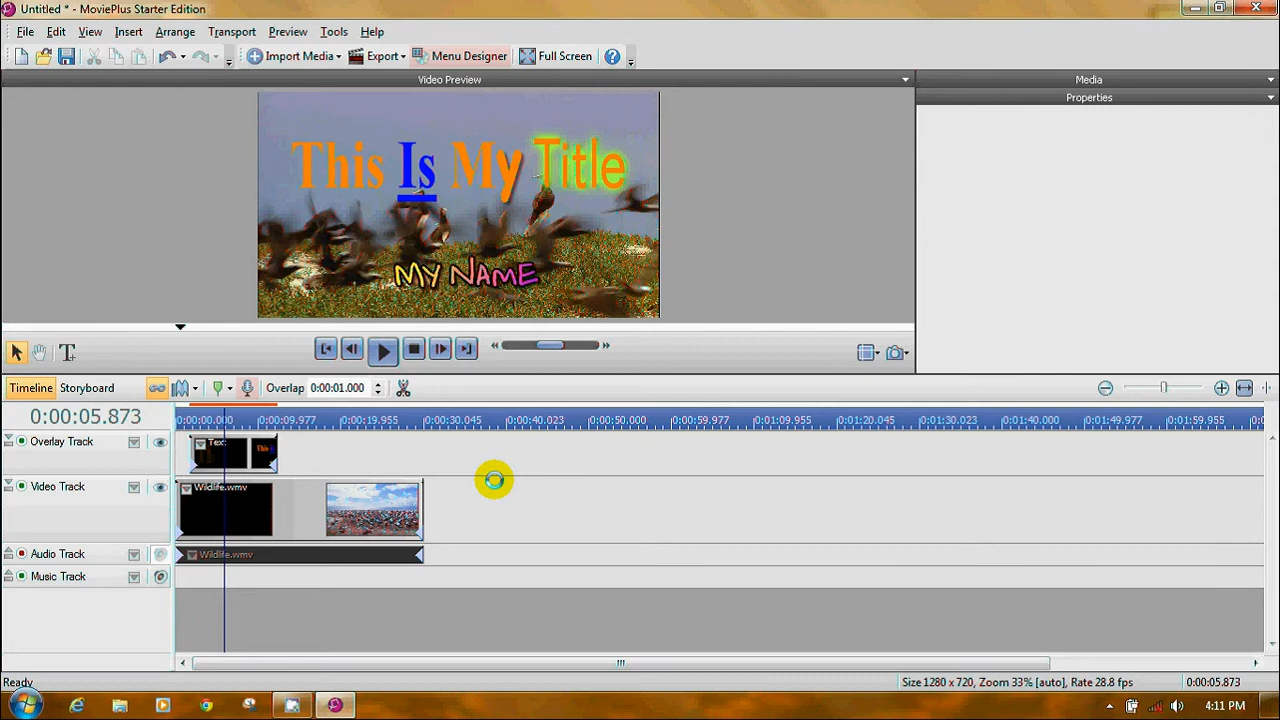 Untitled * - MoviePlus Starter Edition
File Edit View Insert Arrange Transport Preview Tools Help
Import Media Export Menu Designer Full Screen
Video Preview
Media
Properties
This Is My Title
MY NAME
Timeline Storyboard Overlap 0:00:01.000
0:00:05.873
0:00:00.000 0:00:09.977 0:00:19.955 0:00:30.045 0:00:40.023 0:00:50.000 0:00:59.977 0:01:09.955 0:01:20.045 0:01:30.023 0:01:40.000 0:01:49.977 0:01:59.955
Overlay Track
Text
Video Track
Wildlife.wmv
Audio Track
Wildlife.wmv
Music Track
Ready
Size 1280 x 720, Zoom 33% [auto], Rate 28.8 fps
0:00:05.873
4:11 PM